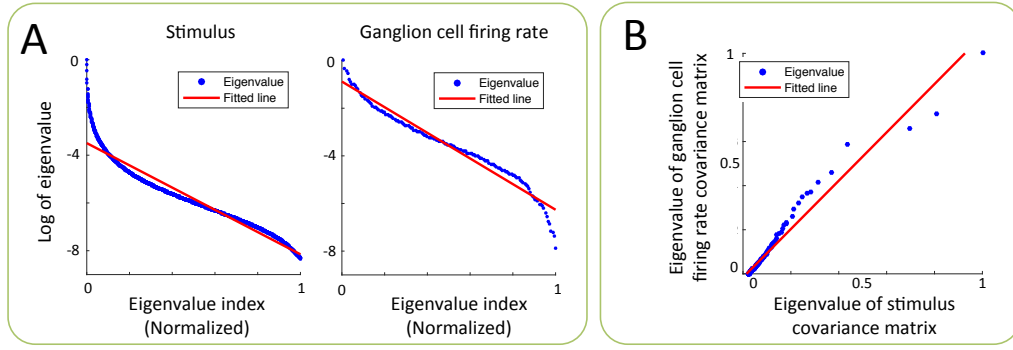 A
Stimulus
Ganglion cell firing rate
Log of eigenvalue
0
-4
-8
Eigenvalue
Fitted line
0
1
Eigenvalue index
(Normalized)
0
-4
-8
Eigenvalue
Fitted line
0
1
Eigenvalue index
(Normalized)
B
Eigenvalue of ganglion cell
firing rate covariance matrix
1
0.5
0
Eigenvalue
Fitted line
0
0.5
1
Eigenvalue of stimulus
covariance matrix